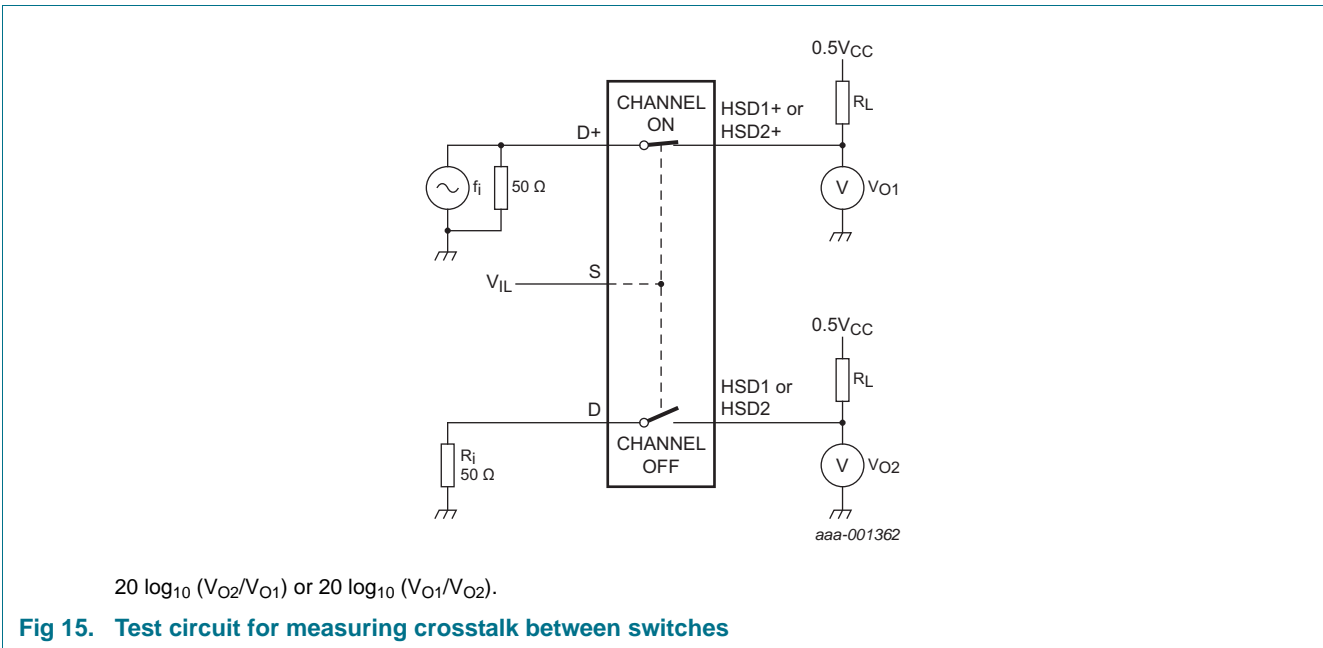 0.5VCC
RL
CHANNEL
ON
HSD1+ or
HSD2+
D+
fi
50 Ω
V
VO1
VIL
S
0.5VCC
RL
HSD1 or
HSD2
D
CHANNEL
OFF
Ri
50 Ω
V
VO2
aaa-001362
20 log10 (VO2/VO1) or 20 log10 (VO1/VO2).
Fig 15. Test circuit for measuring crosstalk between switches